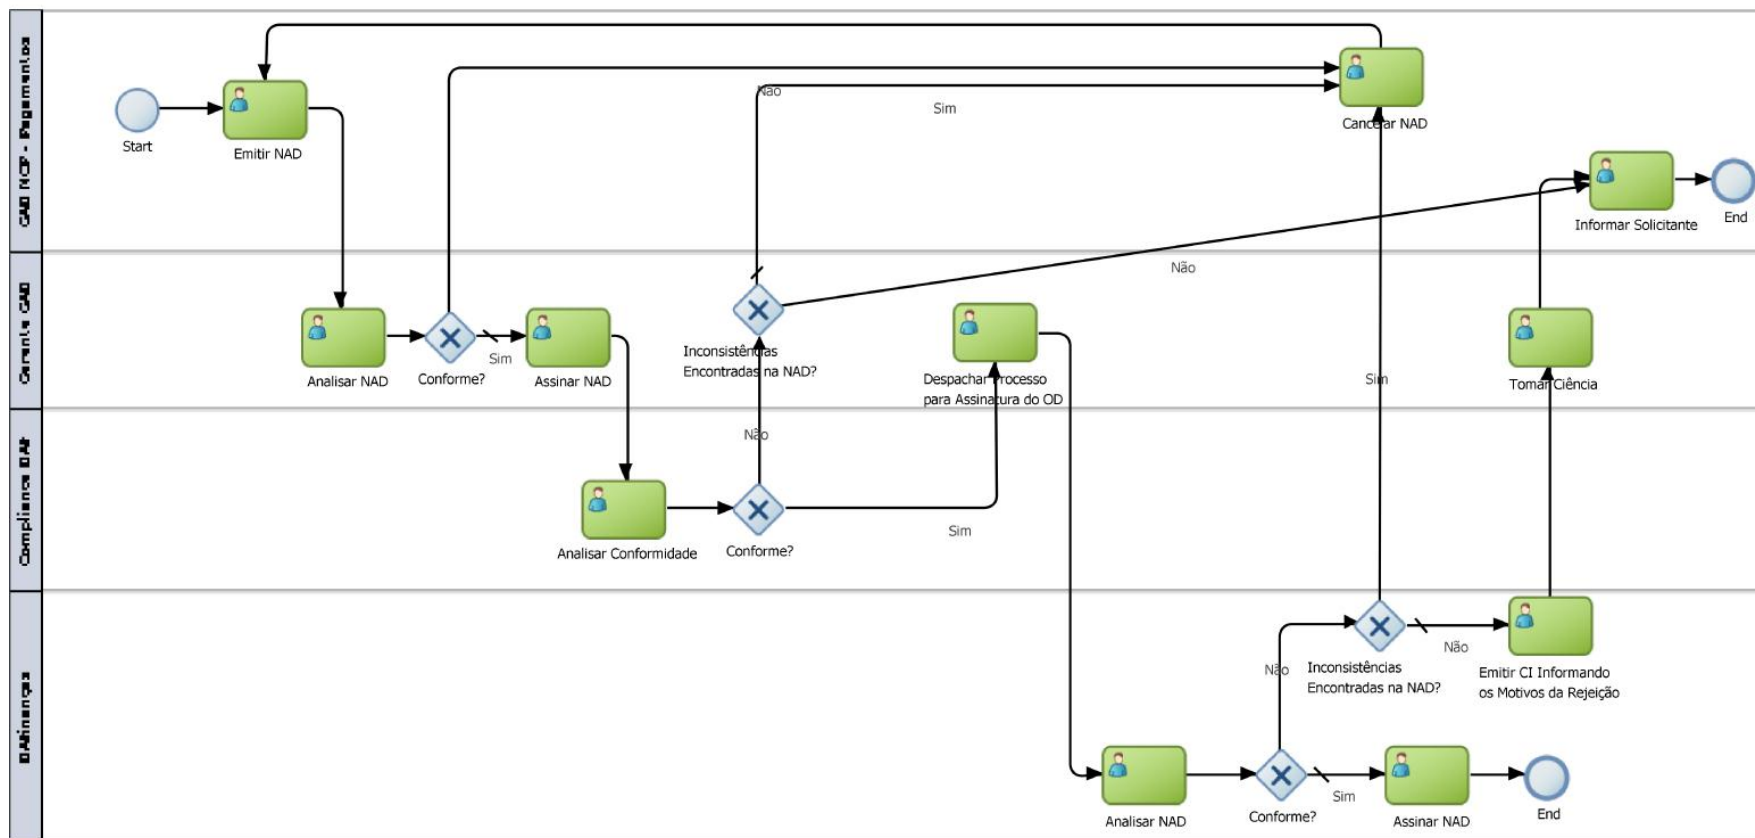 GAD NCP - Pagamentos
Start
Emitir NAD
Não
Sim
Cancelar NAD
Informar Solicitante
End
Gerente GAD
Analisar NAD
Conforme?
Sim
Assinar NAD
Inconsistências
Encontradas na NAD?
Não
Despachar Processo
para Assinatura do OD
Sim
Tomar Ciência
Compliance DAF
Analisar Conformidade
Conforme?
Não
Sim
Inconsistências
Encontradas na NAD?
Não
Emitir CI Informando
os Motivos da Rejeição
Não
Analisar NAD
Conforme?
Sim
Assinar NAD
End